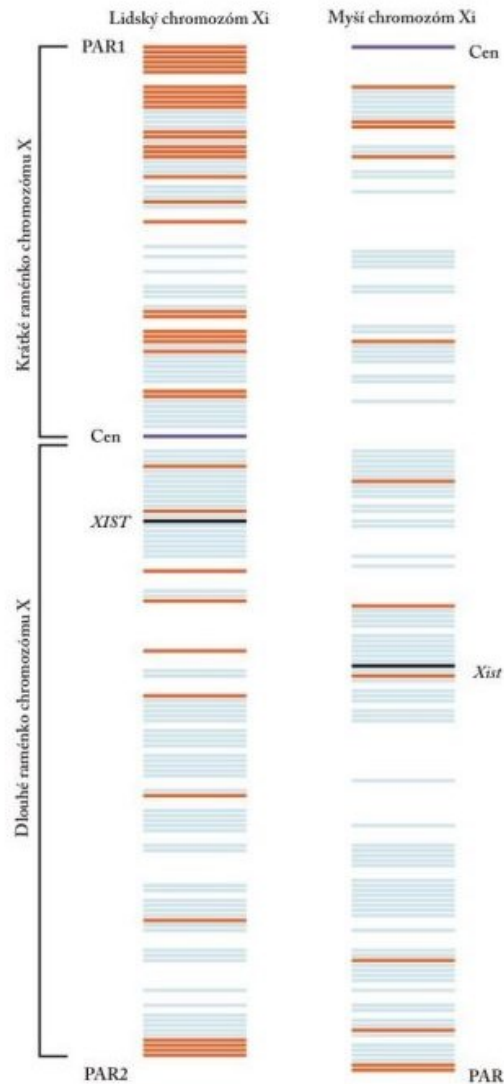 Lidský chromozóm Xi
Myší chromozóm Xi
PAR1
Cen
Krátké raménko chromozómu X
Cen
XIST
Dlouhé raménko chromozómu X
Xist
PAR2
PAR